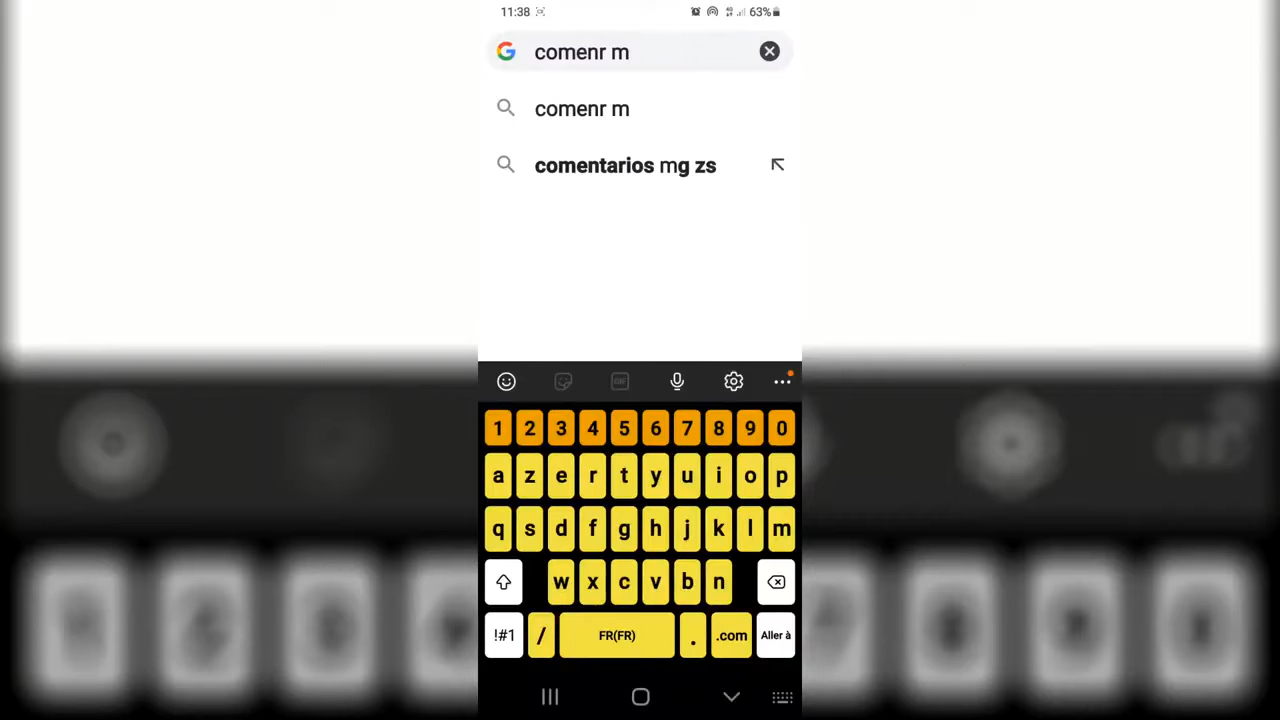 11:38 63%
comenr m
comenr m
comentarios mg zs
GIF
1 2 3 4 5 6 7 8 9 0
a z e r t y u i o p
q s d f g h j k l m
w x c v b n
!#1 / FR(FR) . .com Aller à